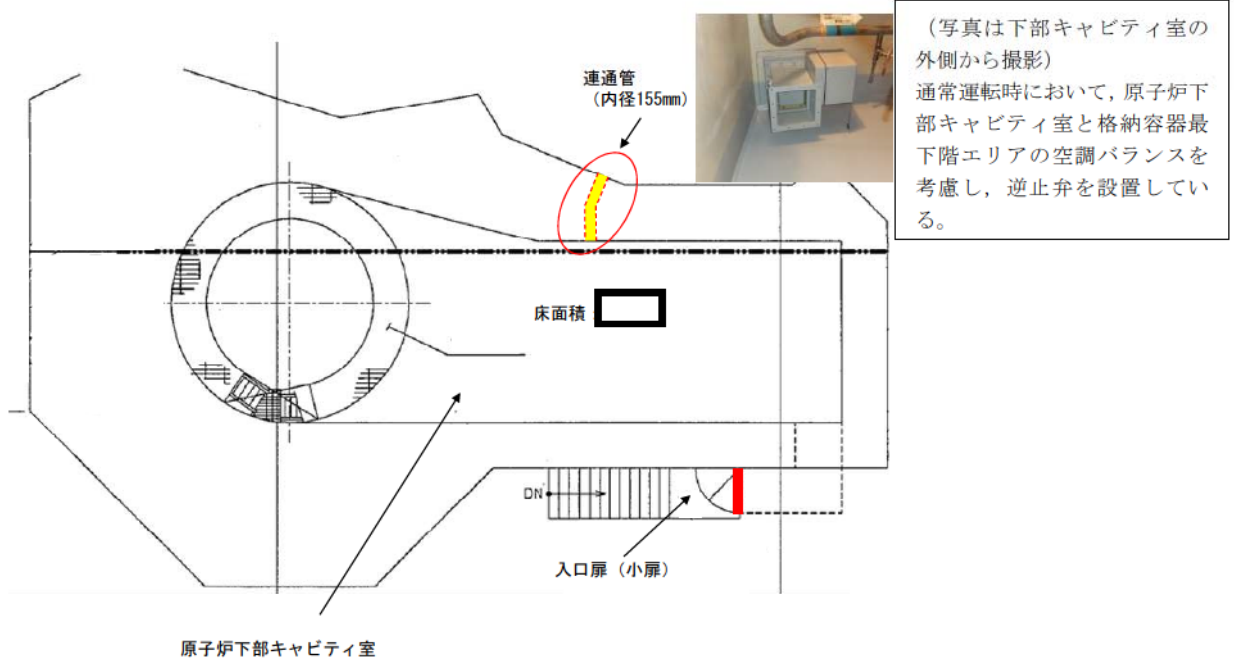 連通管
（内径155mm）
（写真は下部キャビティ室の
外側から撮影）
通常運転時において，原子炉下
部キャビティ室と格納容器最
下階エリアの空調バランスを
考慮し，逆止弁を設置してい
る。
床面積
DN
入口扉（小扉）
原子炉下部キャビティ室